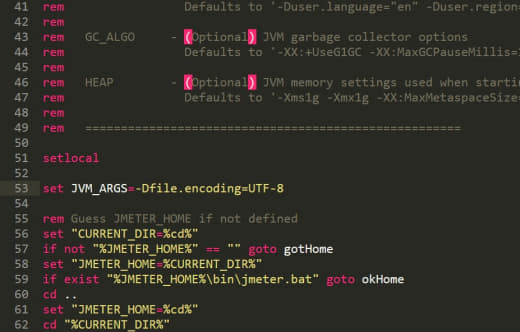 41 rem Defaults to '-Duser.language="en" -Duser.region=
42 rem
43 rem GC_ALGO - (Optional) JVM garbage collector options
44 rem Defaults to '-XX:+UseG1GC -XX:MaxGCPauseMillis=
45 rem
46 rem HEAP - (Optional) JVM memory settings used when starti
47 rem Defaults to '-Xms1g -Xmx1g -XX:MaxMetaspaceSize=
48 rem
49 rem =====================================================
50
51 setlocal
52
53 set JVM_ARGS=-Dfile.encoding=UTF-8
54
55 rem Guess JMETER_HOME if not defined
56 set "CURRENT_DIR=%cd%"
57 if not "%JMETER_HOME%" == "" goto gotHome
58 set "JMETER_HOME=%CURRENT_DIR%"
59 if exist "%JMETER_HOME%\bin\jmeter.bat" goto okHome
60 cd ..
61 set "JMETER_HOME=%cd%"
62 cd "%CURRENT_DIR%"